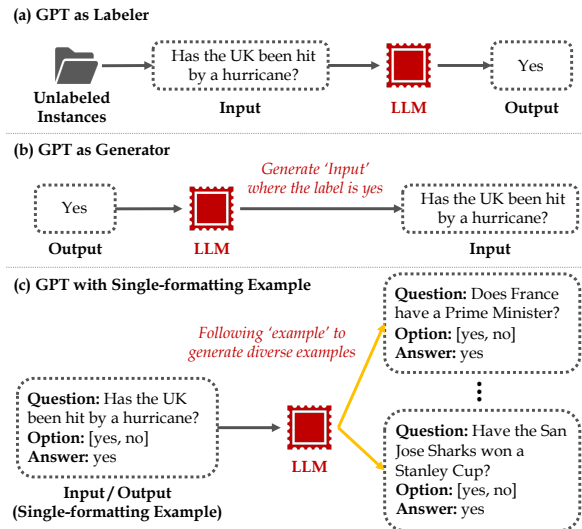 (a) GPT as Labeler
Unlabeled
Instances
Has the UK been hit
by a hurricane?
Input
LLM
Yes
Output
(b) GPT as Generator
Yes
Output
LLM
Generate ‘Input’
where the label is yes
Has the UK been hit
by a hurricane?
Input
(c) GPT with Single-formatting Example
Question: Has the UK
been hit by a hurricane?
Option: [yes, no]
Answer: yes
Input / Output
(Single-formatting Example)
Following ‘example’ to
generate diverse examples
LLM
Question: Does France
have a Prime Minister?
Option: [yes, no]
Answer: yes
Question: Have the San
Jose Sharks won a
Stanley Cup?
Option: [yes, no]
Answer: yes